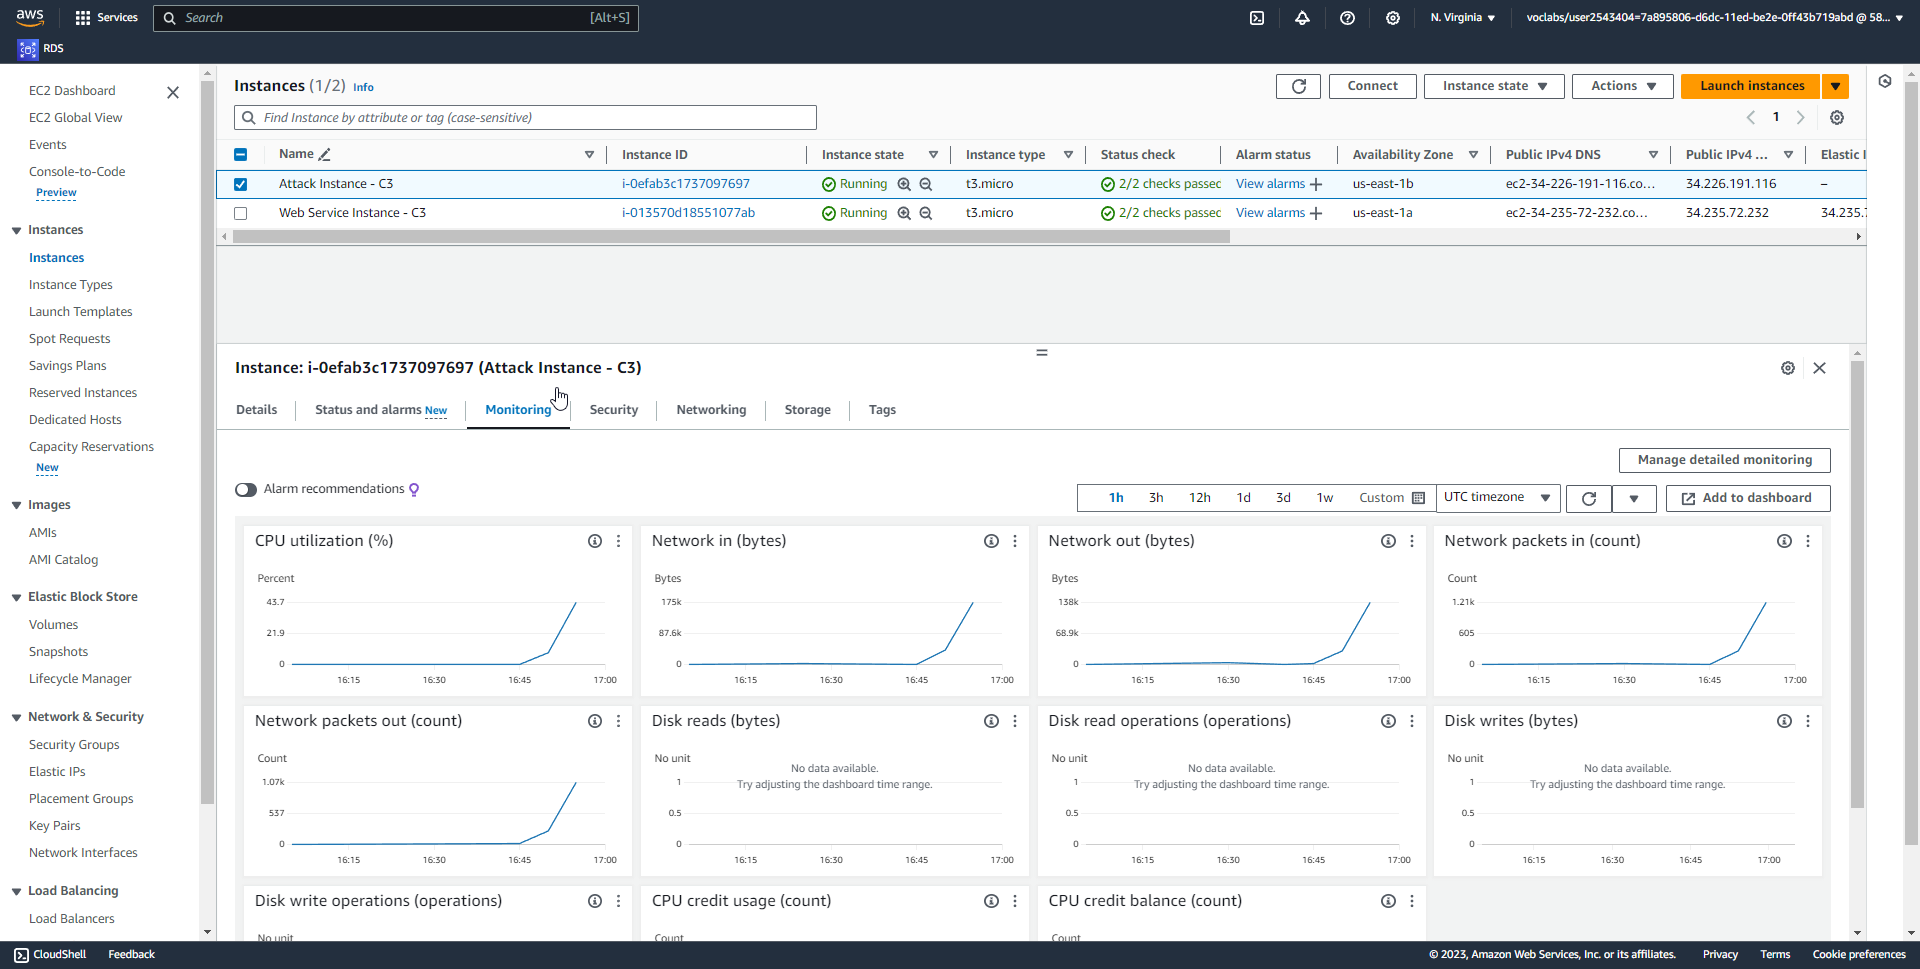 aws
Services
Search
[Alt+S]
N. Virginia
voclabs/user2543404=7a895806-d6dc-11ed-be2e-0ff43b719abd @ 58...
RDS
EC2 Dashboard
EC2 Global View
Events
Console-to-Code
Preview
Instances
Instances
Instance Types
Launch Templates
Spot Requests
Savings Plans
Reserved Instances
Dedicated Hosts
Capacity Reservations
New
Images
AMIs
AMI Catalog
Elastic Block Store
Volumes
Snapshots
Lifecycle Manager
Network & Security
Security Groups
Elastic IPs
Placement Groups
Key Pairs
Network Interfaces
Load Balancing
Load Balancers
Instances (1/2) Info
Connect
Instance state
Actions
Launch instances
Find Instance by attribute or tag (case-sensitive)
1
Name Instance ID Instance state Instance type Status check Alarm status Availability Zone Public IPv4 DNS Public IPv4 ... Elastic I
Attack Instance - C3 i-0efab3c1737097697 Running t3.micro 2/2 checks passed View alarms + us-east-1b ec2-34-226-191-116.co... 34.226.191.116 –
Web Service Instance - C3 i-013570d18551077ab Running t3.micro 2/2 checks passed View alarms + us-east-1a ec2-34-235-72-232.co... 34.235.72.232 34.235.7
Instance: i-0efab3c1737097697 (Attack Instance - C3)
Details Status and alarms New Monitoring Security Networking Storage Tags
Manage detailed monitoring
Alarm recommendations
1h 3h 12h 1d 3d 1w Custom
UTC timezone
Add to dashboard
CPU utilization (%)
Percent
43.7
21.9
0
16:15 16:30 16:45 17:00
Network in (bytes)
Bytes
175k
87.6k
0
16:15 16:30 16:45 17:00
Network out (bytes)
Bytes
138k
68.9k
0
16:15 16:30 16:45 17:00
Network packets in (count)
Count
1.21k
605
0
16:15 16:30 16:45 17:00
Network packets out (count)
Count
1.07k
537
0
16:15 16:30 16:45 17:00
Disk reads (bytes)
No unit
No data available.
Try adjusting the dashboard time range.
1
0.5
0
16:15 16:30 16:45 17:00
Disk read operations (operations)
No unit
No data available.
Try adjusting the dashboard time range.
1
0.5
0
16:15 16:30 16:45 17:00
Disk writes (bytes)
No unit
No data available.
Try adjusting the dashboard time range.
1
0.5
0
16:15 16:30 16:45 17:00
Disk write operations (operations)
No unit
CPU credit usage (count)
Count
CPU credit balance (count)
Count
CloudShell
Feedback
© 2023, Amazon Web Services, Inc. or its affiliates.
Privacy
Terms
Cookie preferences